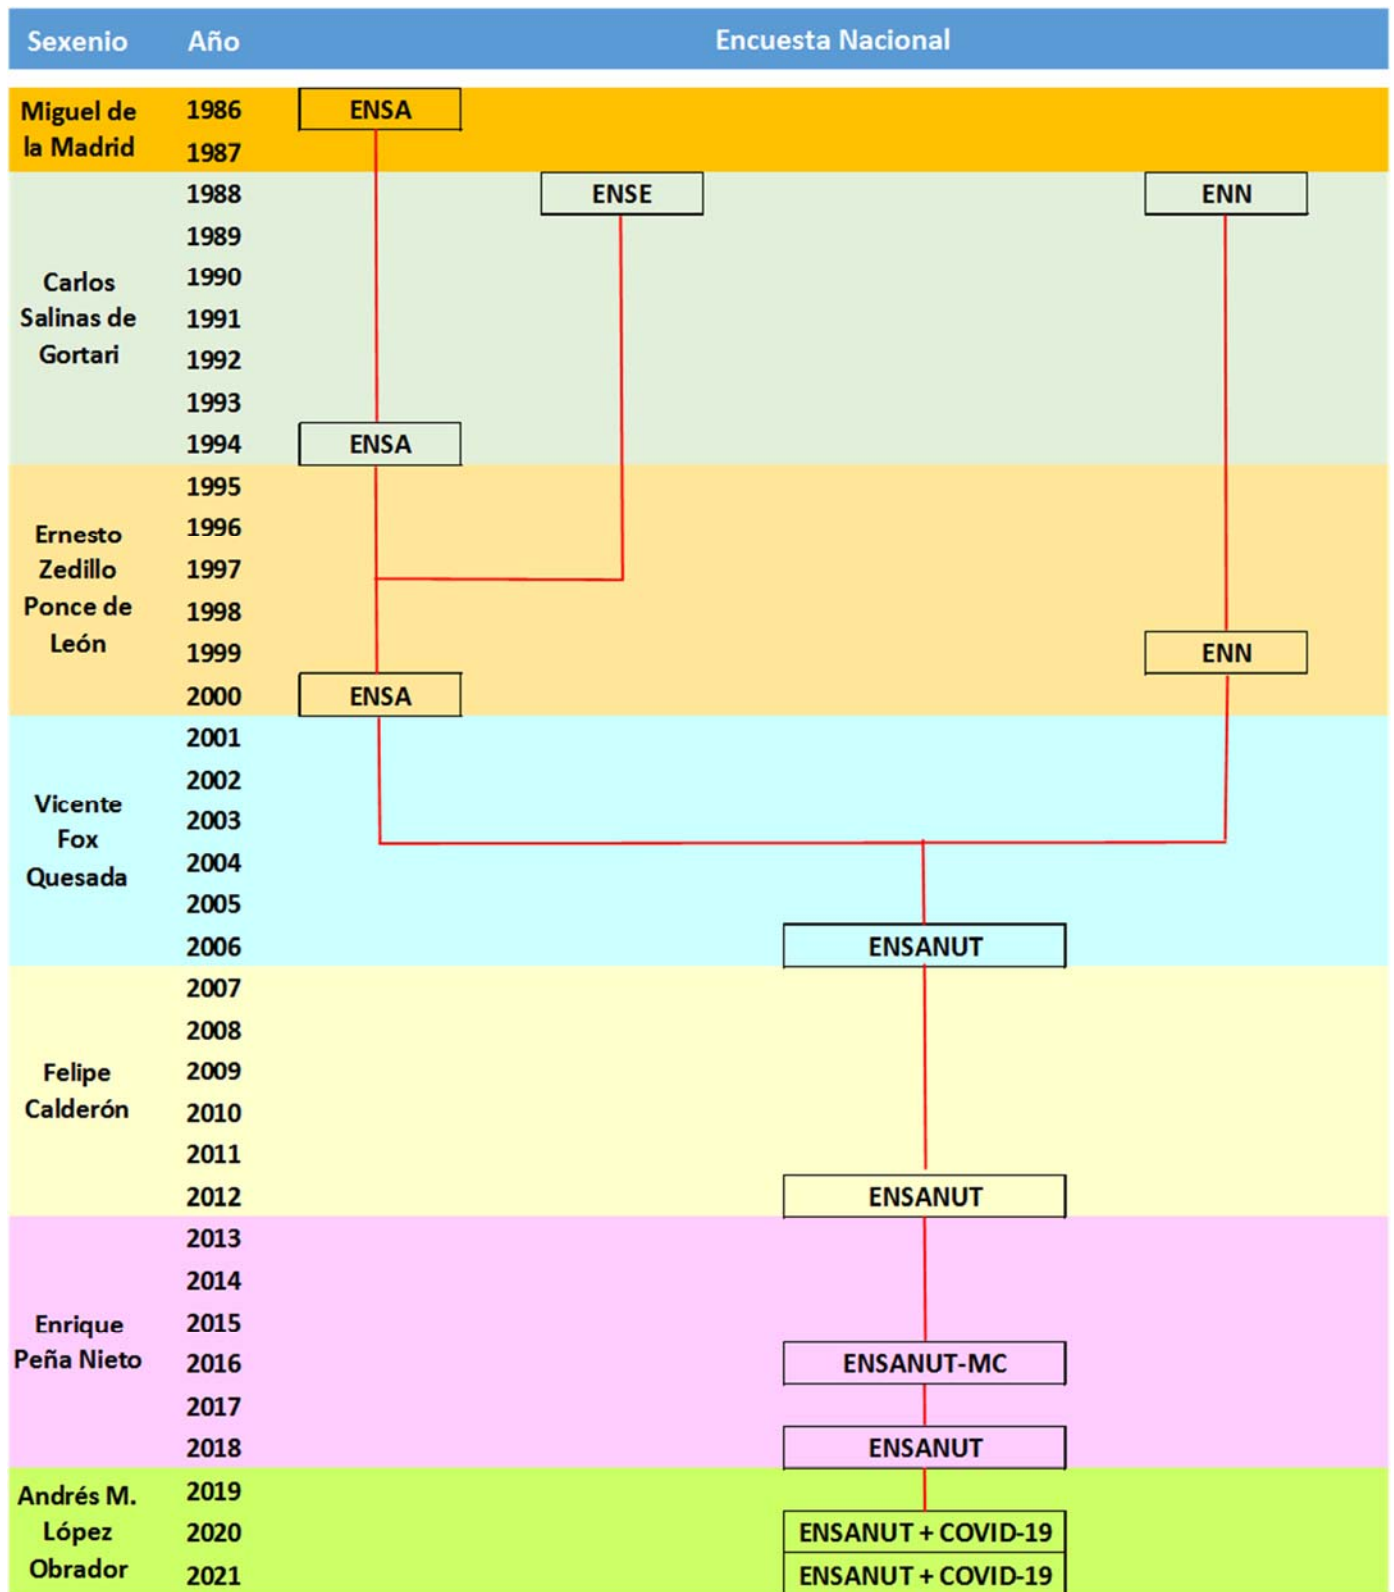 Sexenio Año Encuesta Nacional
Miguel de
la Madrid
1986 ENSA
1987
Carlos
Salinas de
Gortari
1988 ENSE ENN
1989
1990
1991
1992
1993
1994 ENSA
Ernesto
Zedillo
Ponce de
León
1995
1996
1997
1998
1999 ENN
2000 ENSA
Vicente
Fox
Quesada
2001
2002
2003
2004
2005
2006 ENSANUT
Felipe
Calderón
2007
2008
2009
2010
2011
2012 ENSANUT
Enrique
Peña Nieto
2013
2014
2015
2016 ENSANUT-MC
2017
2018 ENSANUT
Andrés M.
López
Obrador
2019
2020 ENSANUT + COVID-19
2021 ENSANUT + COVID-19